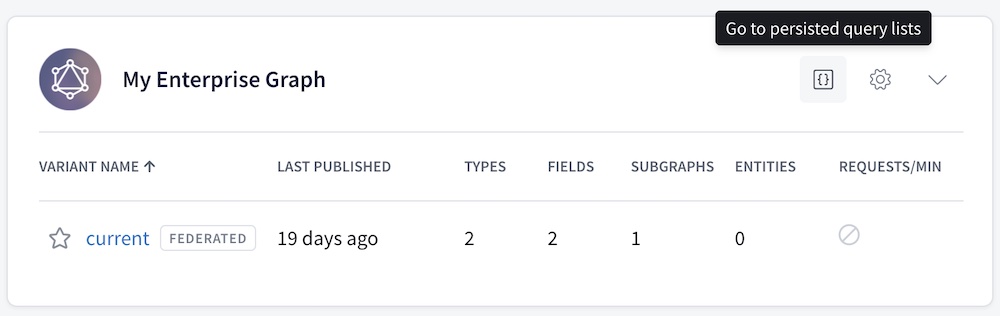 Go to persisted query lists
My Enterprise Graph
{}
VARIANT NAME ↑ LAST PUBLISHED TYPES FIELDS SUBGRAPHS ENTITIES REQUESTS/MIN
current FEDERATED 19 days ago 2 2 1 0